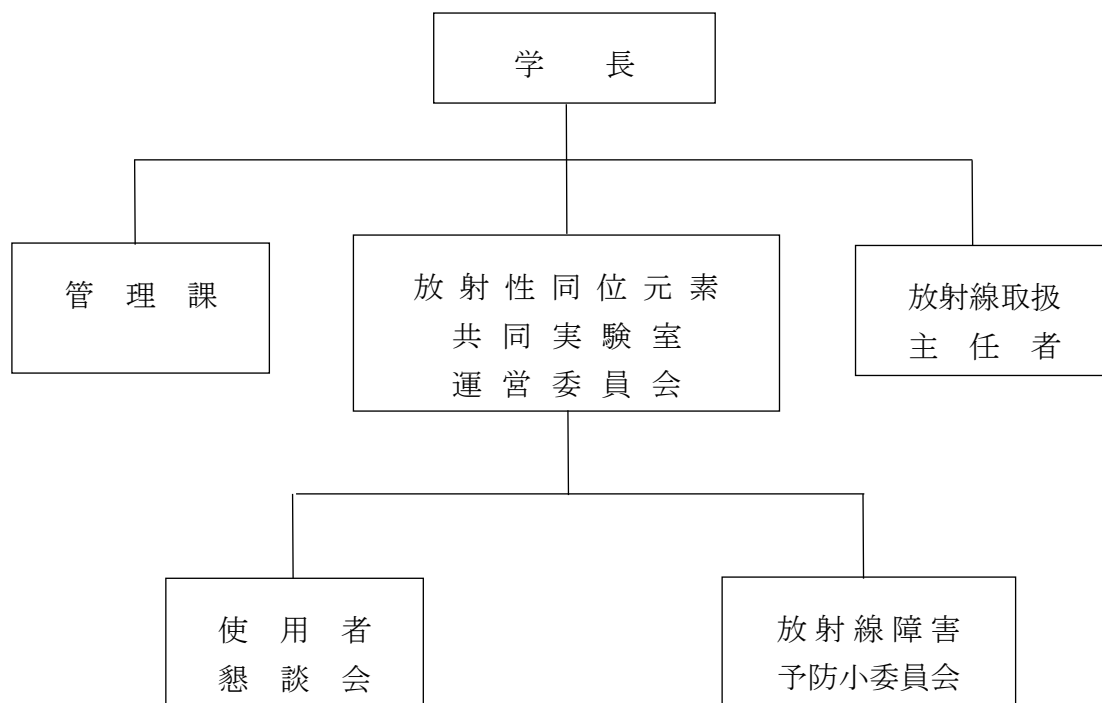 学　　長
管　理　課
放 射 性 同 位 元 素
共 同 実 験 室
運 営 委 員 会
放射線取扱
主　任　者
使　用　者
懇　談　会
放 射 線 障 害
予防小委員会